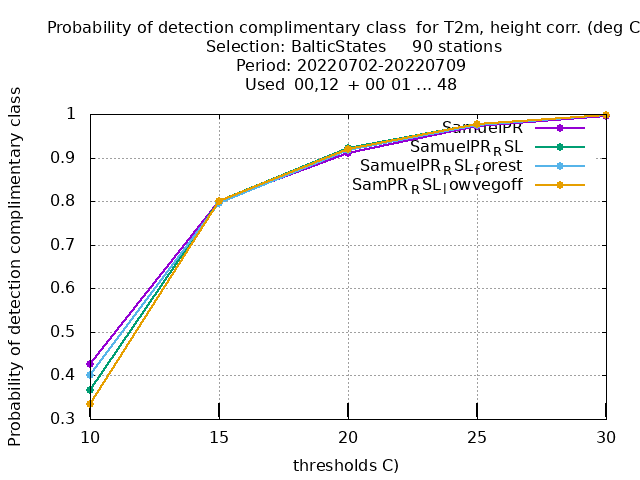 Probability of detection complimentary class for T2m, height corr. (deg C
Selection: BalticStates 90 stations
Period: 20220702-20220709
Used 00,12 + 00 01 ... 48
Probability of detection complimentary class
1
0.9
0.8
0.7
0.6
0.5
0.4
0.3
SamuelPR
SamuelPR_RSL
SamuelPR_RSL_forest
SamPR_RSL_lowvegoff
10 15 20 25 30
thresholds C)